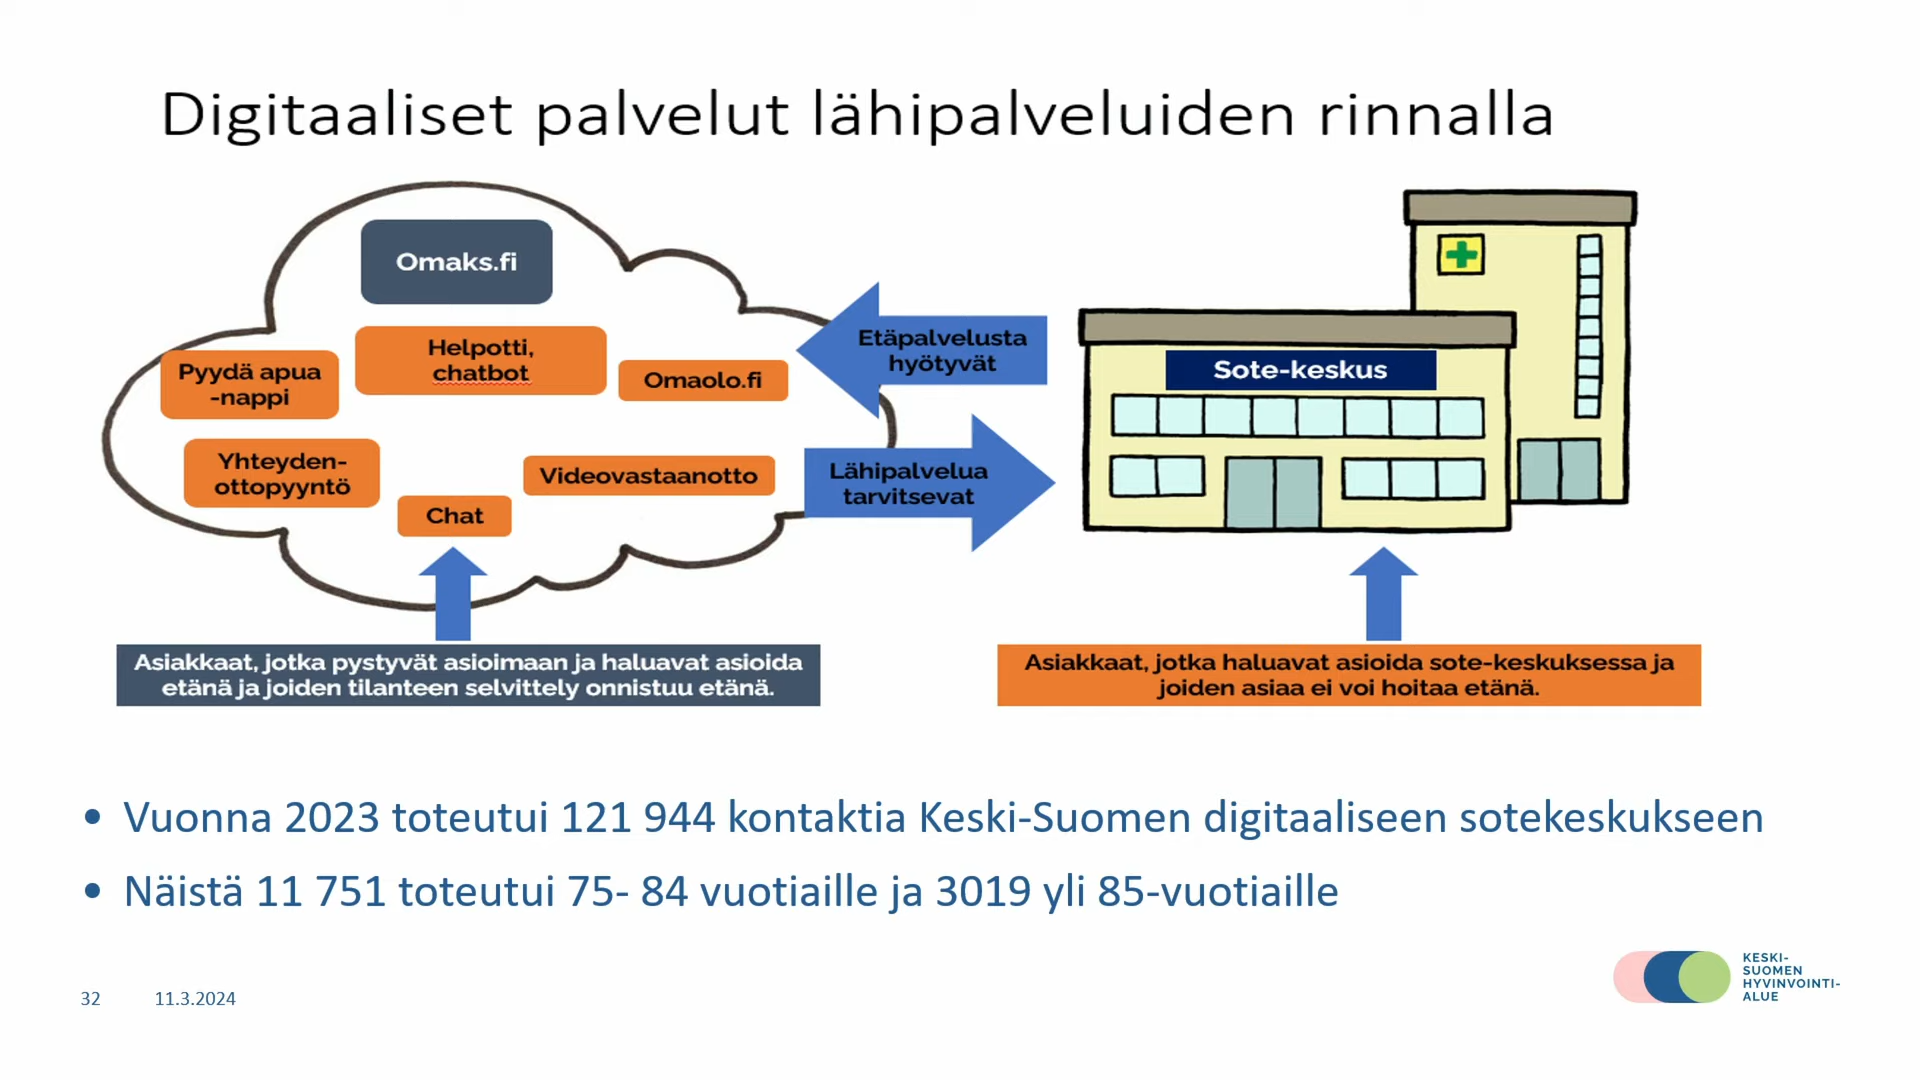 Digitaaliset palvelut lähipalveluiden rinnalla
Omaks.fi
Helpotti,
chatbot
Pyydä apua
-nappi
Omaolo.fi
Yhteyden-
ottopyyntö
Videovastaanotto
Chat
Etäpalvelusta
hyötyvät
Lähipalvelua
tarvitsevat
Sote-keskus
Asiakkaat, jotka pystyvät asioimaan ja haluavat asioida
etänä ja joiden tilanteen selvittely onnistuu etänä.
Asiakkaat, jotka haluavat asioida sote-keskuksessa ja
joiden asiaa ei voi hoitaa etänä.
• Vuonna 2023 toteutui 121 944 kontaktia Keski-Suomen digitaaliseen sotekeskukseen
• Näistä 11 751 toteutui 75- 84 vuotiaille ja 3019 yli 85-vuotiaille
32 11.3.2024
KESKI-
SUOMEN
HYVINVOINTI-
ALUE